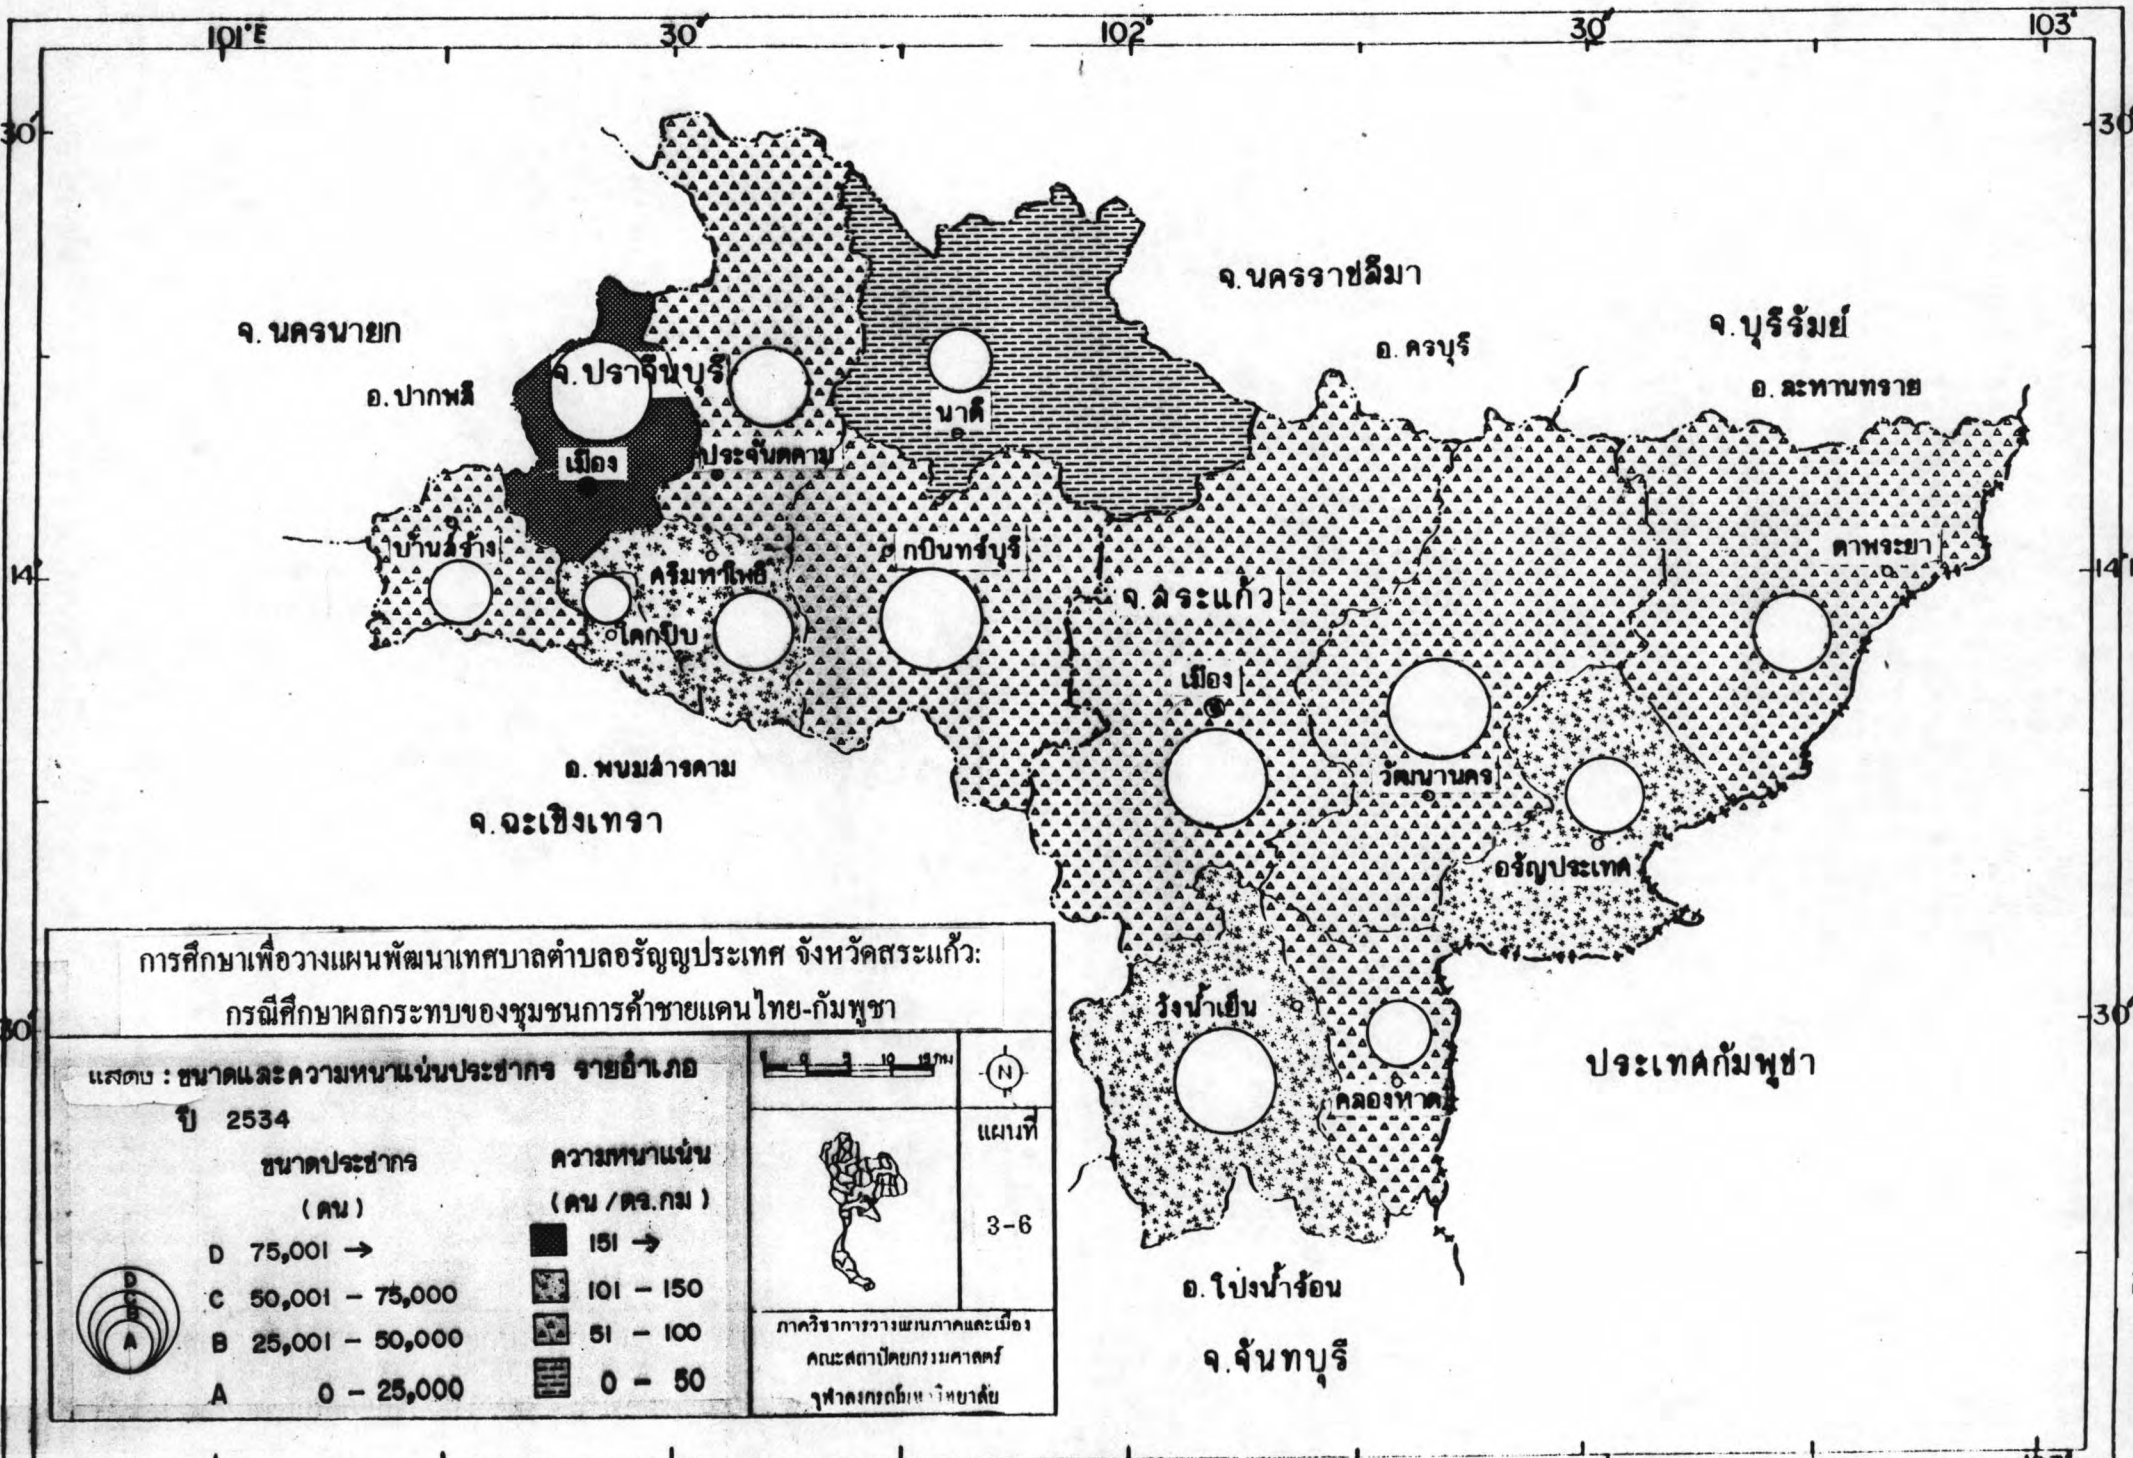 101°E
30'
102°
30'
103°
30'
30'
จ.นครราชสีมา
จ.นครนายก
จ.บุรีรัมย์
อ.ครบุรี
อ.ปากพลี
จ.ปราจีนบุรี
อ.ละหานทราย
นาดี
เมือง
ประจันตคาม
บ้านสร้าง
กบินทร์บุรี
ตาพระยา
14°
14°
ศรีมหาโพธิ
จ.สระแก้ว
โคกปีบ
เมือง
อ.พนมสารคาม
วัฒนานคร
จ.ฉะเชิงเทรา
อรัญประเทศ
การศึกษาเพื่อวางแผนพัฒนาเทศบาลตำบลอรัญญประเทศ จังหวัดสระแก้ว:
กรณีศึกษาผลกระทบของชุมชนการค้าชายแดนไทย-กัมพูชา
วังน้ำเย็น
30'
30'
ประเทศกัมพูชา
คลองหาด
แสดง : ขนาดและความหนาแน่นประชากร รายอำเภอ
ปี 2534
ขนาดประชากร
(คน)
D 75,001 →
C 50,001 - 75,000
B 25,001 - 50,000
A 0 - 25,000
D
C
B
A
ความหนาแน่น
(คน/ตร.กม)
151 →
101 - 150
51 - 100
0 - 50
5 10 15 กม
N
แผนที่
3-6
ภาควิชาการวางแผนภาคและเมือง
คณะสถาปัตยกรรมศาสตร์
จุฬาลงกรณ์มหาวิทยาลัย
อ.โป่งน้ำร้อน
จ.จันทบุรี